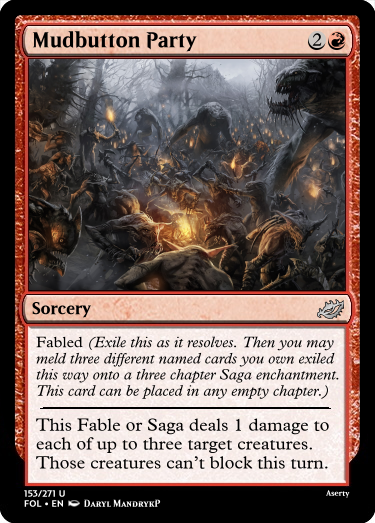 Mudbutton Party 2
Sorcery
Fabled (Exile this as it resolves. Then you may
meld three different named cards you own exiled
this way onto a three chapter Saga enchantment.
This card can be placed in any empty chapter.)
This Fable or Saga deals 1 damage to
each of up to three target creatures.
Those creatures can't block this turn.
153/271 U
FOL • EN Daryl MandrykP
Aserty